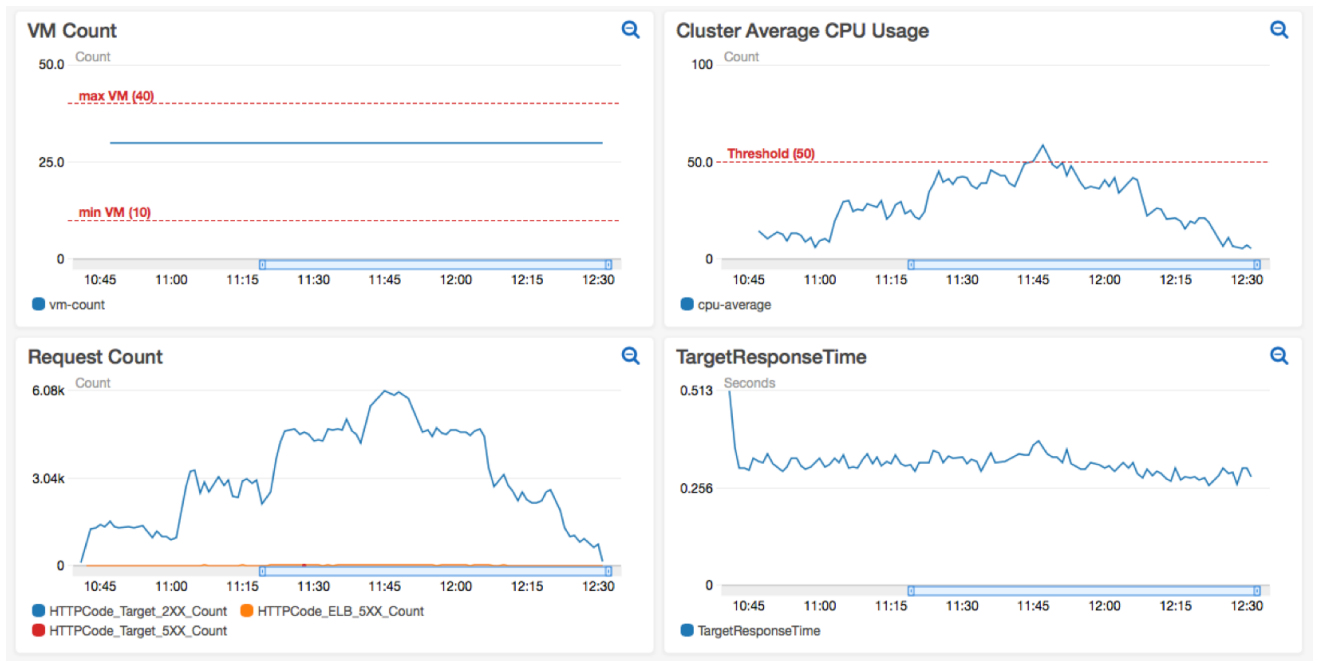 VM Count
Count
50.0
max VM (40)
25.0
min VM (10)
0
10:45 11:00 11:15 11:30 11:45 12:00 12:15 12:30
vm-count
Cluster Average CPU Usage
Count
100
Threshold (50)
50.0
0
10:45 11:00 11:15 11:30 11:45 12:00 12:15 12:30
cpu-average
Request Count
Count
6.08k
3.04k
0
10:45 11:00 11:15 11:30 11:45 12:00 12:15 12:30
HTTPCode_Target_2XX_Count HTTPCode_ELB_5XX_Count
HTTPCode_Target_5XX_Count
TargetResponseTime
Seconds
0.513
0.256
0
10:45 11:00 11:15 11:30 11:45 12:00 12:15 12:30
TargetResponseTime